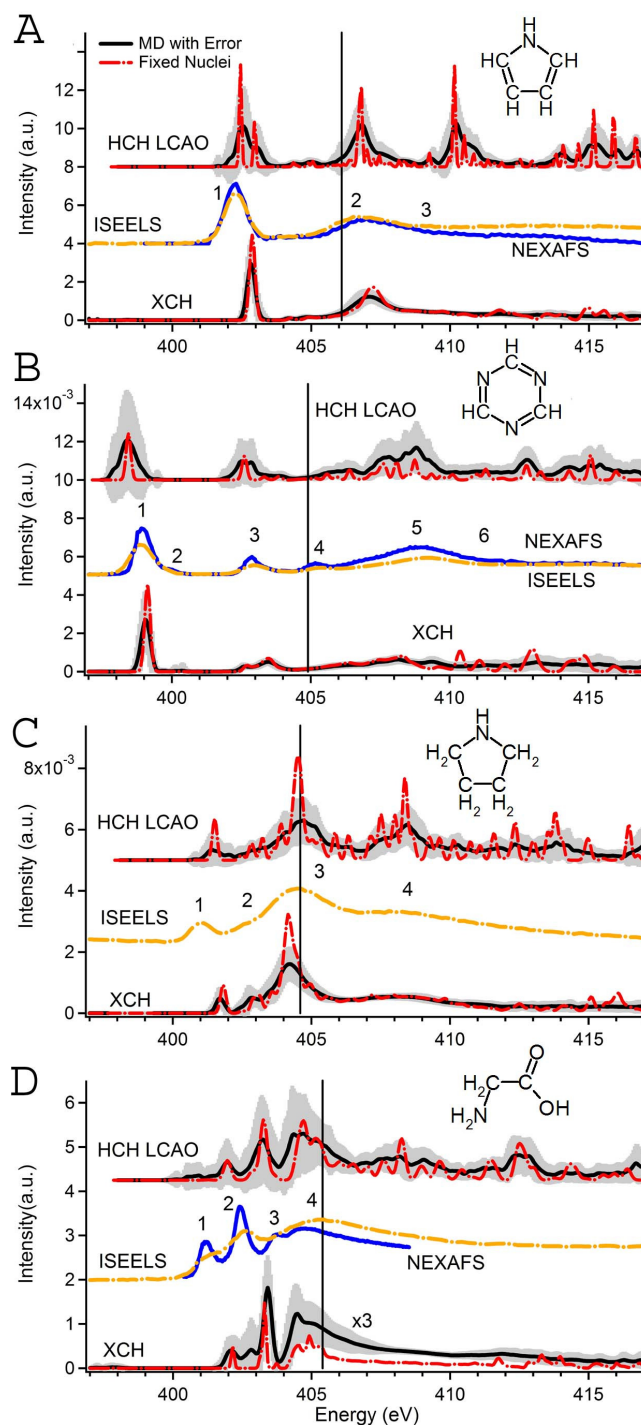 A
MD with Error
Fixed Nuclei
H
N
HC CH
C C
H H
12
10
8
6
4
2
0
Intensity (a.u.)
HCH LCAO
1
2
3
ISEELS
NEXAFS
XCH
400
405
410
415
B
H
C
N N
HC CH
N
14x10-3
12
10
8
6
4
2
0
Intensity (a.u.)
HCH LCAO
1
2
3
4
5
6
NEXAFS
ISEELS
XCH
400
405
410
415
C
H
N
H2C CH2
C C
H2 H2
8x10-3
6
4
2
0
Intensity (a.u.)
HCH LCAO
1
2
3
4
ISEELS
XCH
400
405
410
415
D
O
H2C C
H2N OH
6
5
4
3
2
1
0
Intensity(a.u.)
HCH LCAO
1
2
3
4
ISEELS
NEXAFS
x3
XCH
400
405
410
415
Energy (eV)